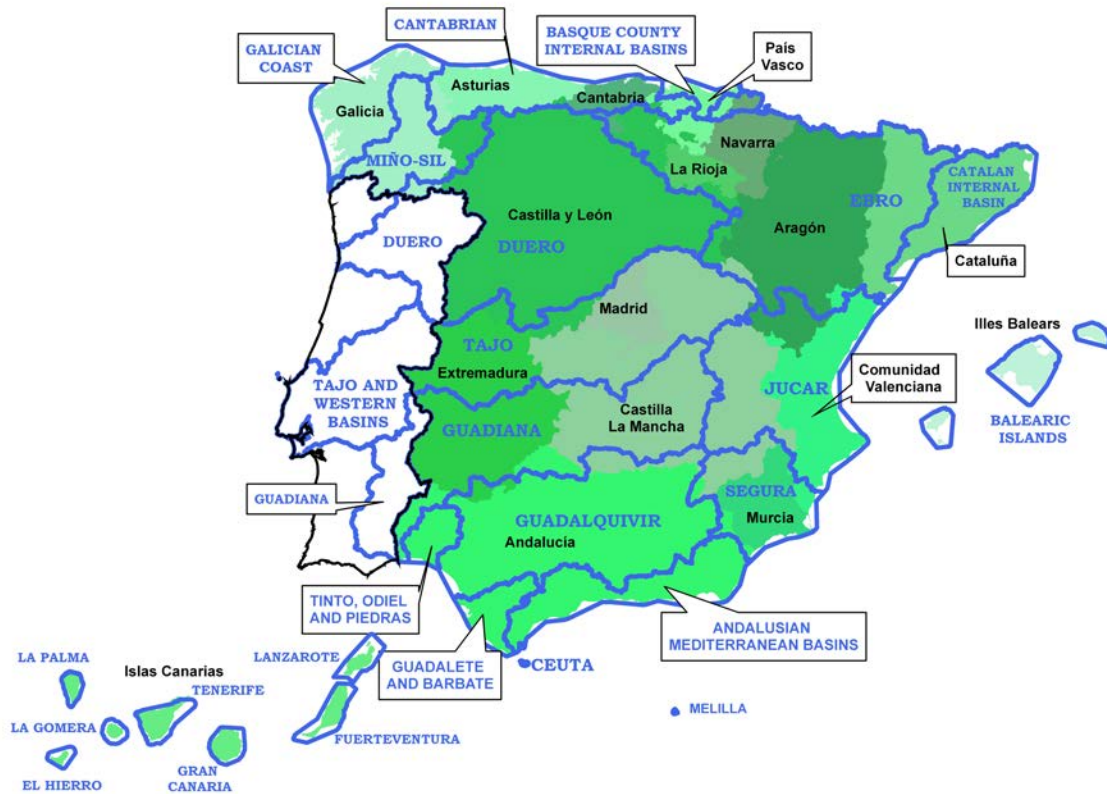 CANTABRIAN
BASQUE COUNTY
INTERNAL BASINS
País
Vasco
GALICIAN
COAST
Asturias
Cantabria
Galicia
Navarra
MIÑO-SIL
La Rioja
CATALAN
INTERNAL
BASIN
EBRO
Castilla y León
Aragón
DUERO
DUERO
Cataluña
Madrid
Illes Balears
TAJO
Extremadura
Comunidad
Valenciana
TAJO AND
WESTERN
BASINS
JUCAR
Castilla
La Mancha
BALEARIC
ISLANDS
GUADIANA
SEGURA
GUADIANA
GUADALQUIVIR
Murcia
Andalucía
TINTO, ODIEL
AND PIEDRAS
ANDALUSIAN
MEDITERRANEAN BASINS
LANZAROTE
GUADALETE
AND BARBATE
CEUTA
LA PALMA
Islas Canarias
TENERIFE
MELILLA
LA GOMERA
FUERTEVENTURA
EL HIERRO
GRAN
CANARIA